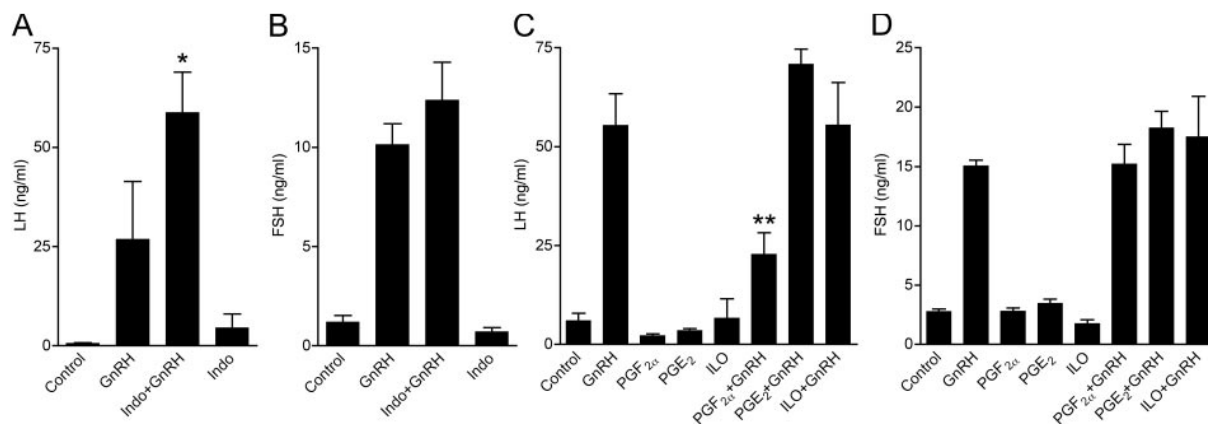 A
75
50
25
0
LH (ng/ml)
*
Control
GnRH
Indo+GnRH
Indo
B
15
10
5
0
FSH (ng/ml)
Control
GnRH
Indo+GnRH
Indo
C
75
50
25
0
LH (ng/ml)
**
Control
GnRH
PGF2α
PGE2
ILO
PGF2α+GnRH
PGE2+GnRH
ILO+GnRH
D
25
20
15
10
5
0
FSH (ng/ml)
Control
GnRH
PGF2α
PGE2
ILO
PGF2α+GnRH
PGE2+GnRH
ILO+GnRH